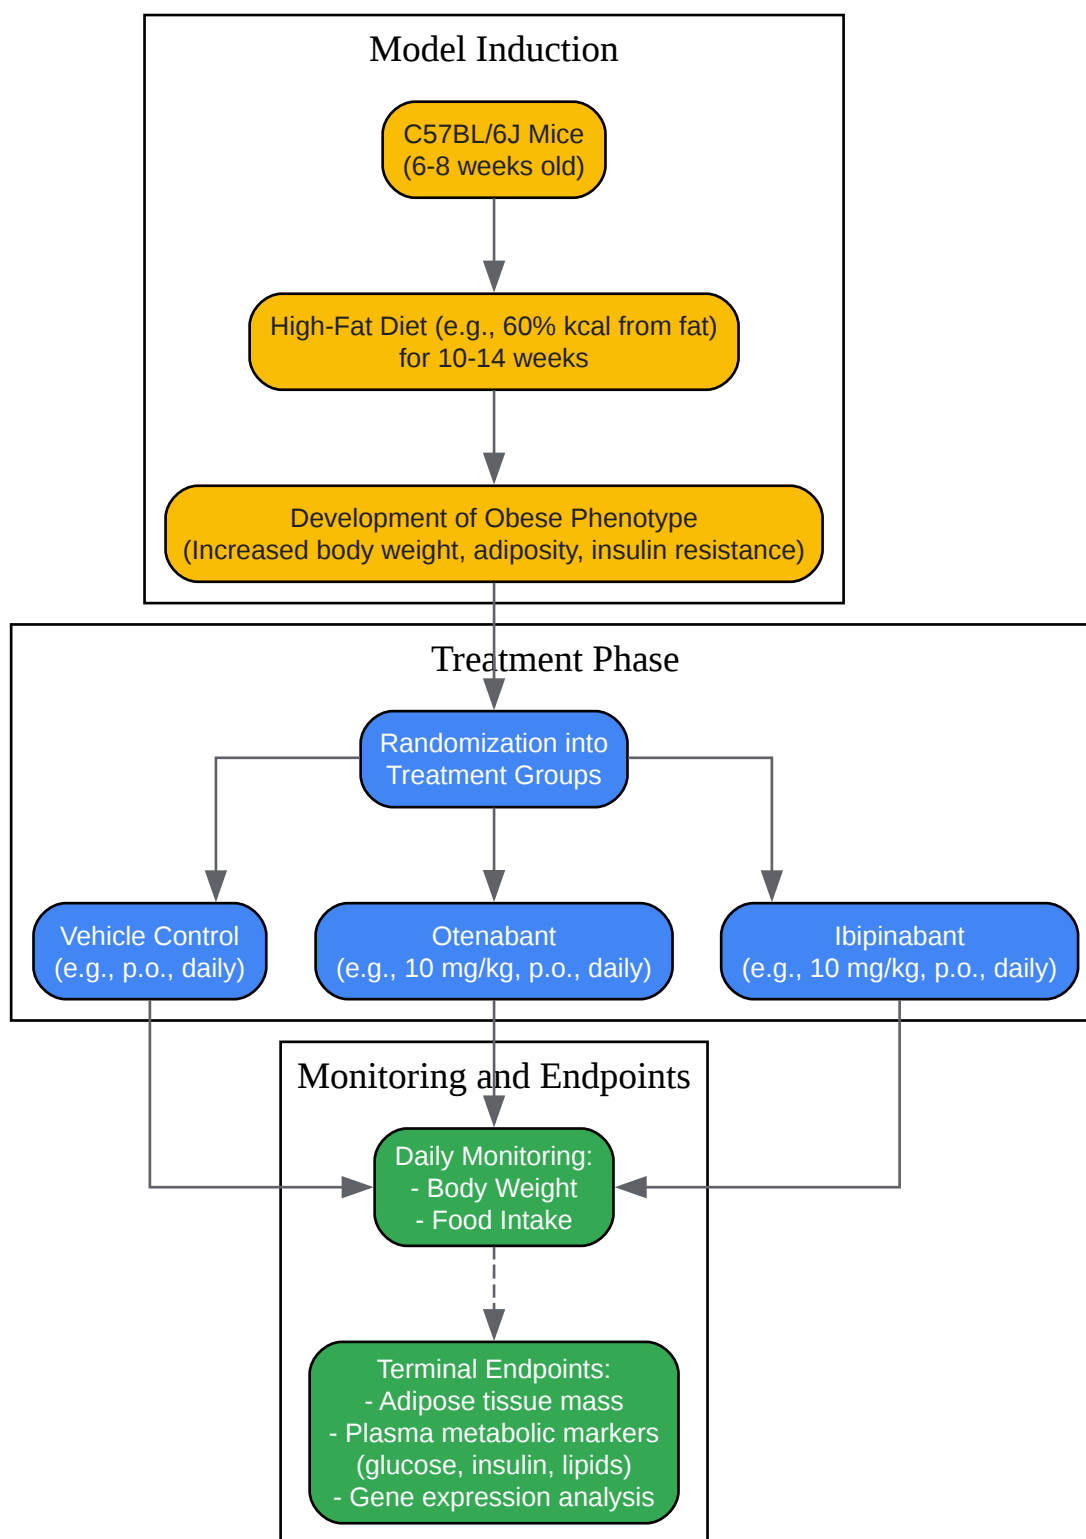 Model Induction
C57BL/6J Mice
(6-8 weeks old)
High-Fat Diet (e.g., 60% kcal from fat)
for 10-14 weeks
Development of Obese Phenotype
(Increased body weight, adiposity, insulin resistance)
Treatment Phase
Randomization into
Treatment Groups
Vehicle Control
(e.g., p.o., daily)
Otenabant
(e.g., 10 mg/kg, p.o., daily)
Ibipinabant
(e.g., 10 mg/kg, p.o., daily)
Monitoring and Endpoints
Daily Monitoring:
- Body Weight
- Food Intake
Terminal Endpoints:
- Adipose tissue mass
- Plasma metabolic markers
(glucose, insulin, lipids)
- Gene expression analysis